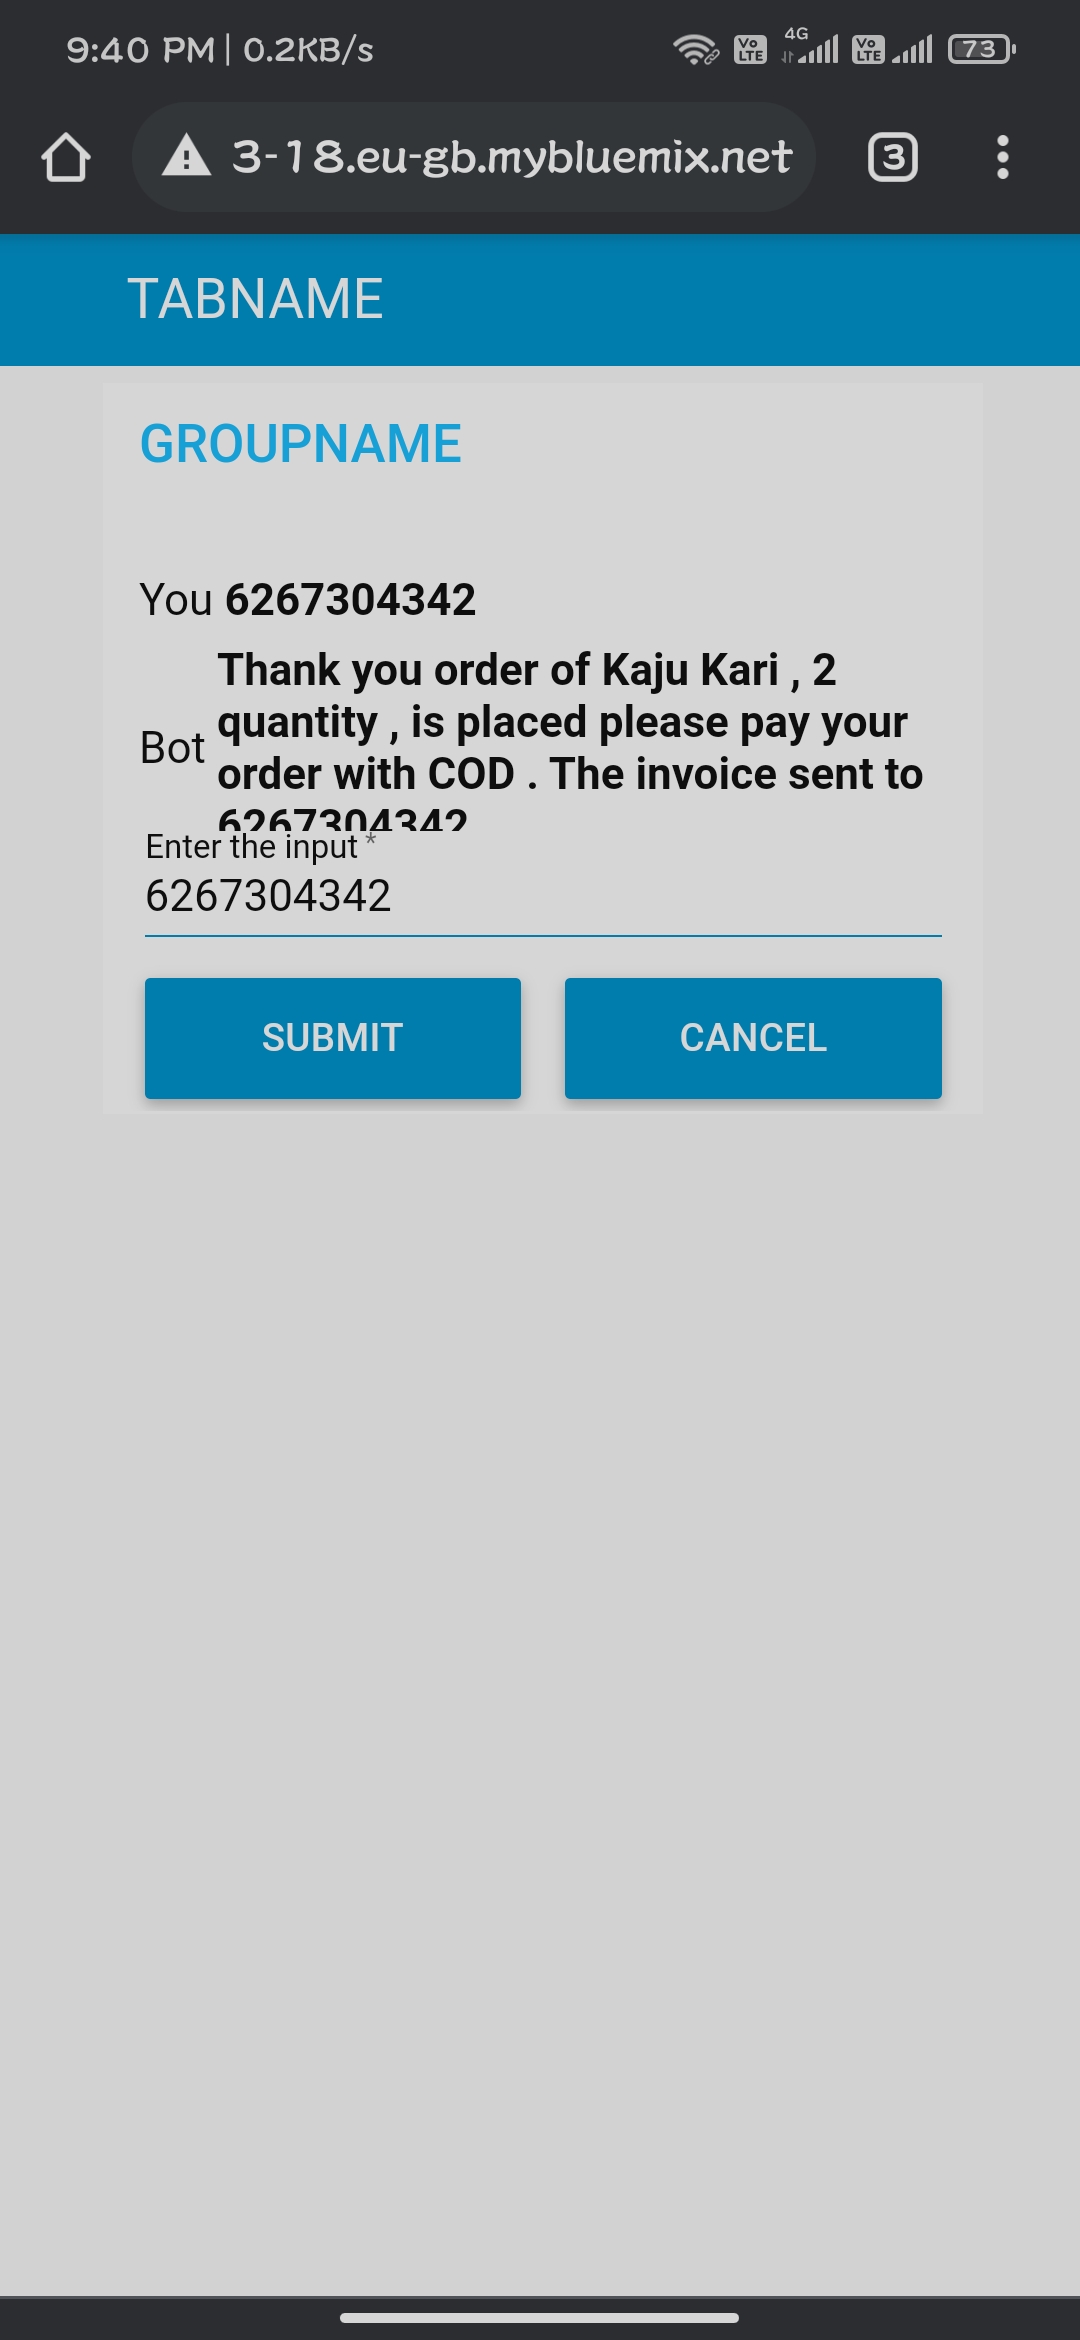 9:40 PM | 0.2KB/s
Vo LTE
4G
Vo LTE
73
3-18.eu-gb.mybluemix.net
3
TABNAME
GROUPNAME
You 6267304342
Bot
Thank you order of Kaju Kari , 2
quantity , is placed please pay your
order with COD . The invoice sent to
6267304342
Enter the input *
6267304342
SUBMIT
CANCEL